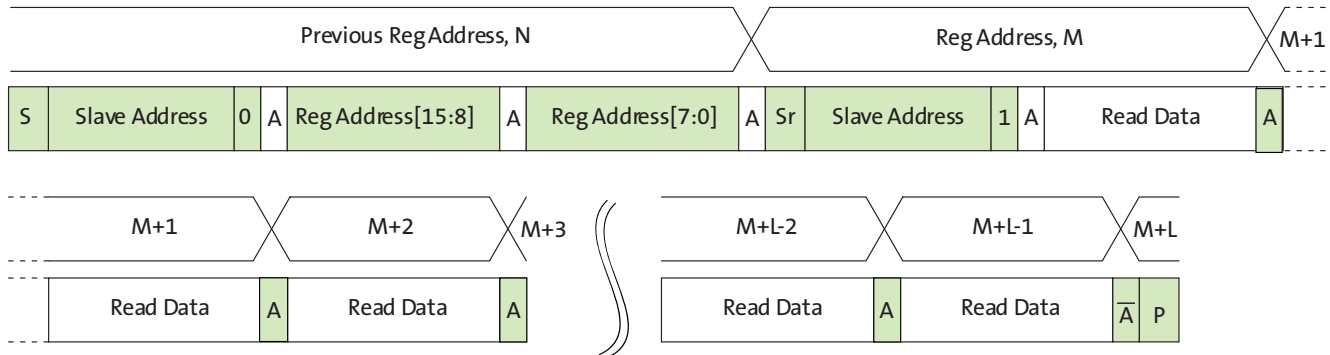 Previous Reg Address, N Reg Address, M M+1
S Slave Address 0 A Reg Address[15:8] A Reg Address[7:0] A Sr Slave Address 1 A Read Data A
M+1 M+2 M+3 M+L-2 M+L-1 M+L
Read Data A Read Data A Read Data A Read Data A̅ P